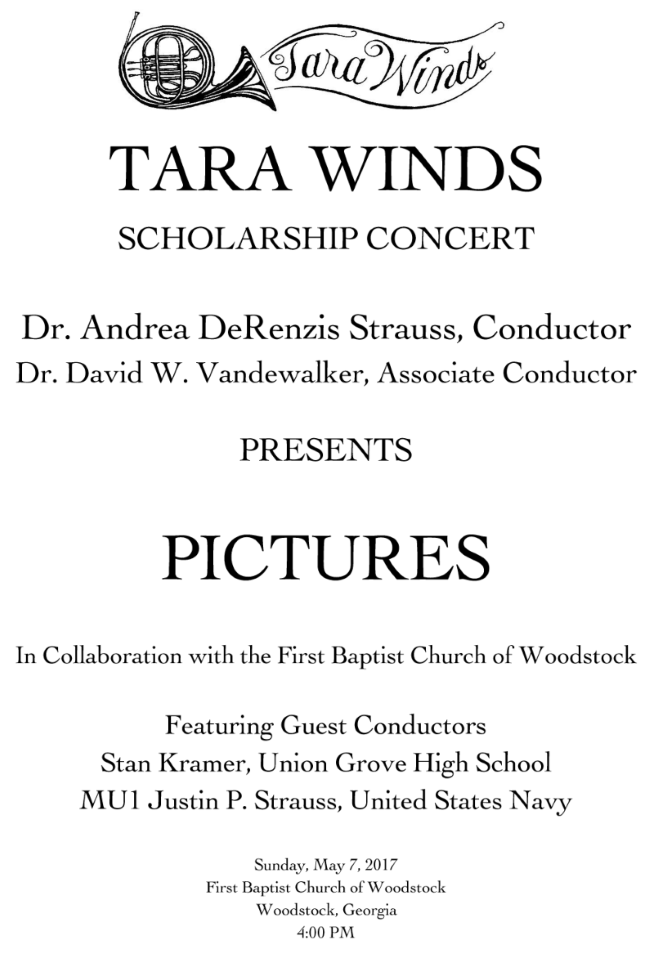 Tara Winds
TARA WINDS
SCHOLARSHIP CONCERT
Dr. Andrea DeRenzis Strauss, Conductor
Dr. David W. Vandewalker, Associate Conductor
PRESENTS
PICTURES
In Collaboration with the First Baptist Church of Woodstock
Featuring Guest Conductors
Stan Kramer, Union Grove High School
MU1 Justin P. Strauss, United States Navy
Sunday, May 7, 2017
First Baptist Church of Woodstock
Woodstock, Georgia
4:00 PM